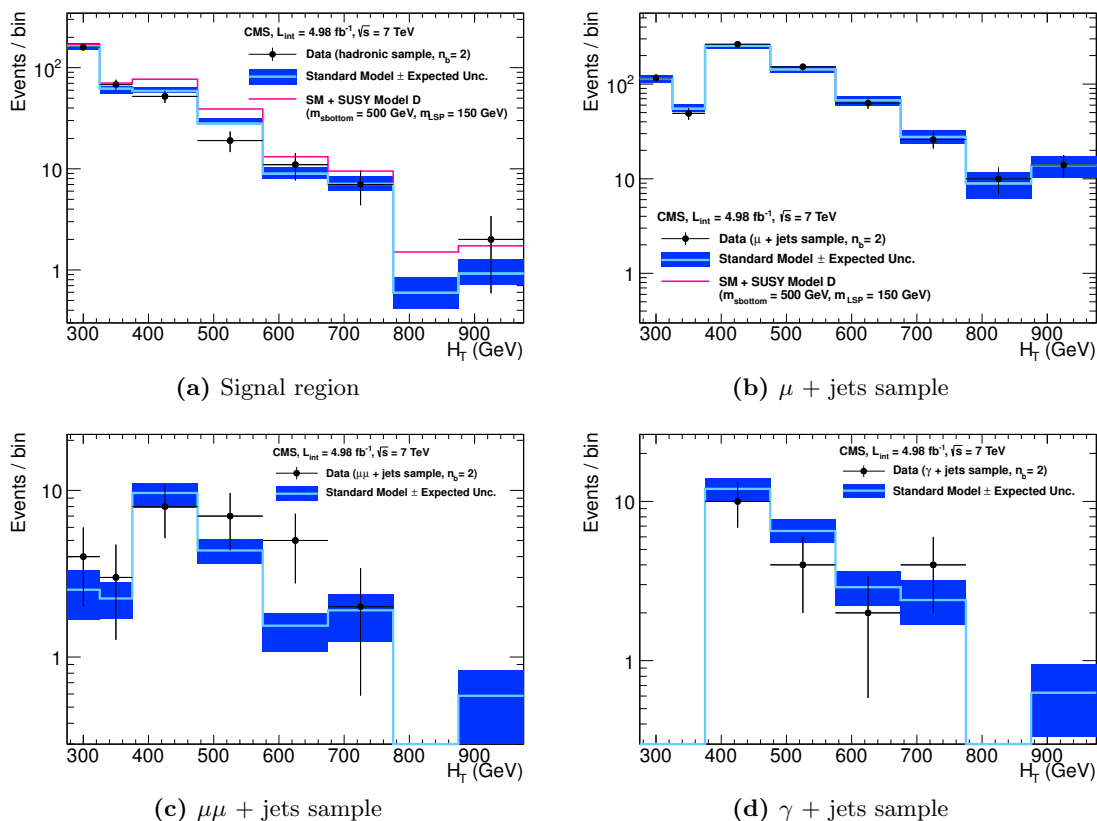 Events / bin
10²
10
1
CMS, L_int = 4.98 fb⁻¹, √s = 7 TeV
Data (hadronic sample, n_b= 2)
Standard Model ± Expected Unc.
SM + SUSY Model D
(m_sbottom = 500 GeV, m_LSP = 150 GeV)
300 400 500 600 700 800 900
H_T (GeV)
(a) Signal region
Events / bin
10²
10
1
CMS, L_int = 4.98 fb⁻¹, √s = 7 TeV
Data (μ + jets sample, n_b= 2)
Standard Model ± Expected Unc.
SM + SUSY Model D
(m_sbottom = 500 GeV, m_LSP = 150 GeV)
300 400 500 600 700 800 900
H_T (GeV)
(b) μ + jets sample
Events / bin
10
1
CMS, L_int = 4.98 fb⁻¹, √s = 7 TeV
Data (μμ + jets sample, n_b= 2)
Standard Model ± Expected Unc.
300 400 500 600 700 800 900
H_T (GeV)
(c) μμ + jets sample
Events / bin
10
1
CMS, L_int = 4.98 fb⁻¹, √s = 7 TeV
Data (γ + jets sample, n_b= 2)
Standard Model ± Expected Unc.
300 400 500 600 700 800 900
H_T (GeV)
(d) γ + jets sample